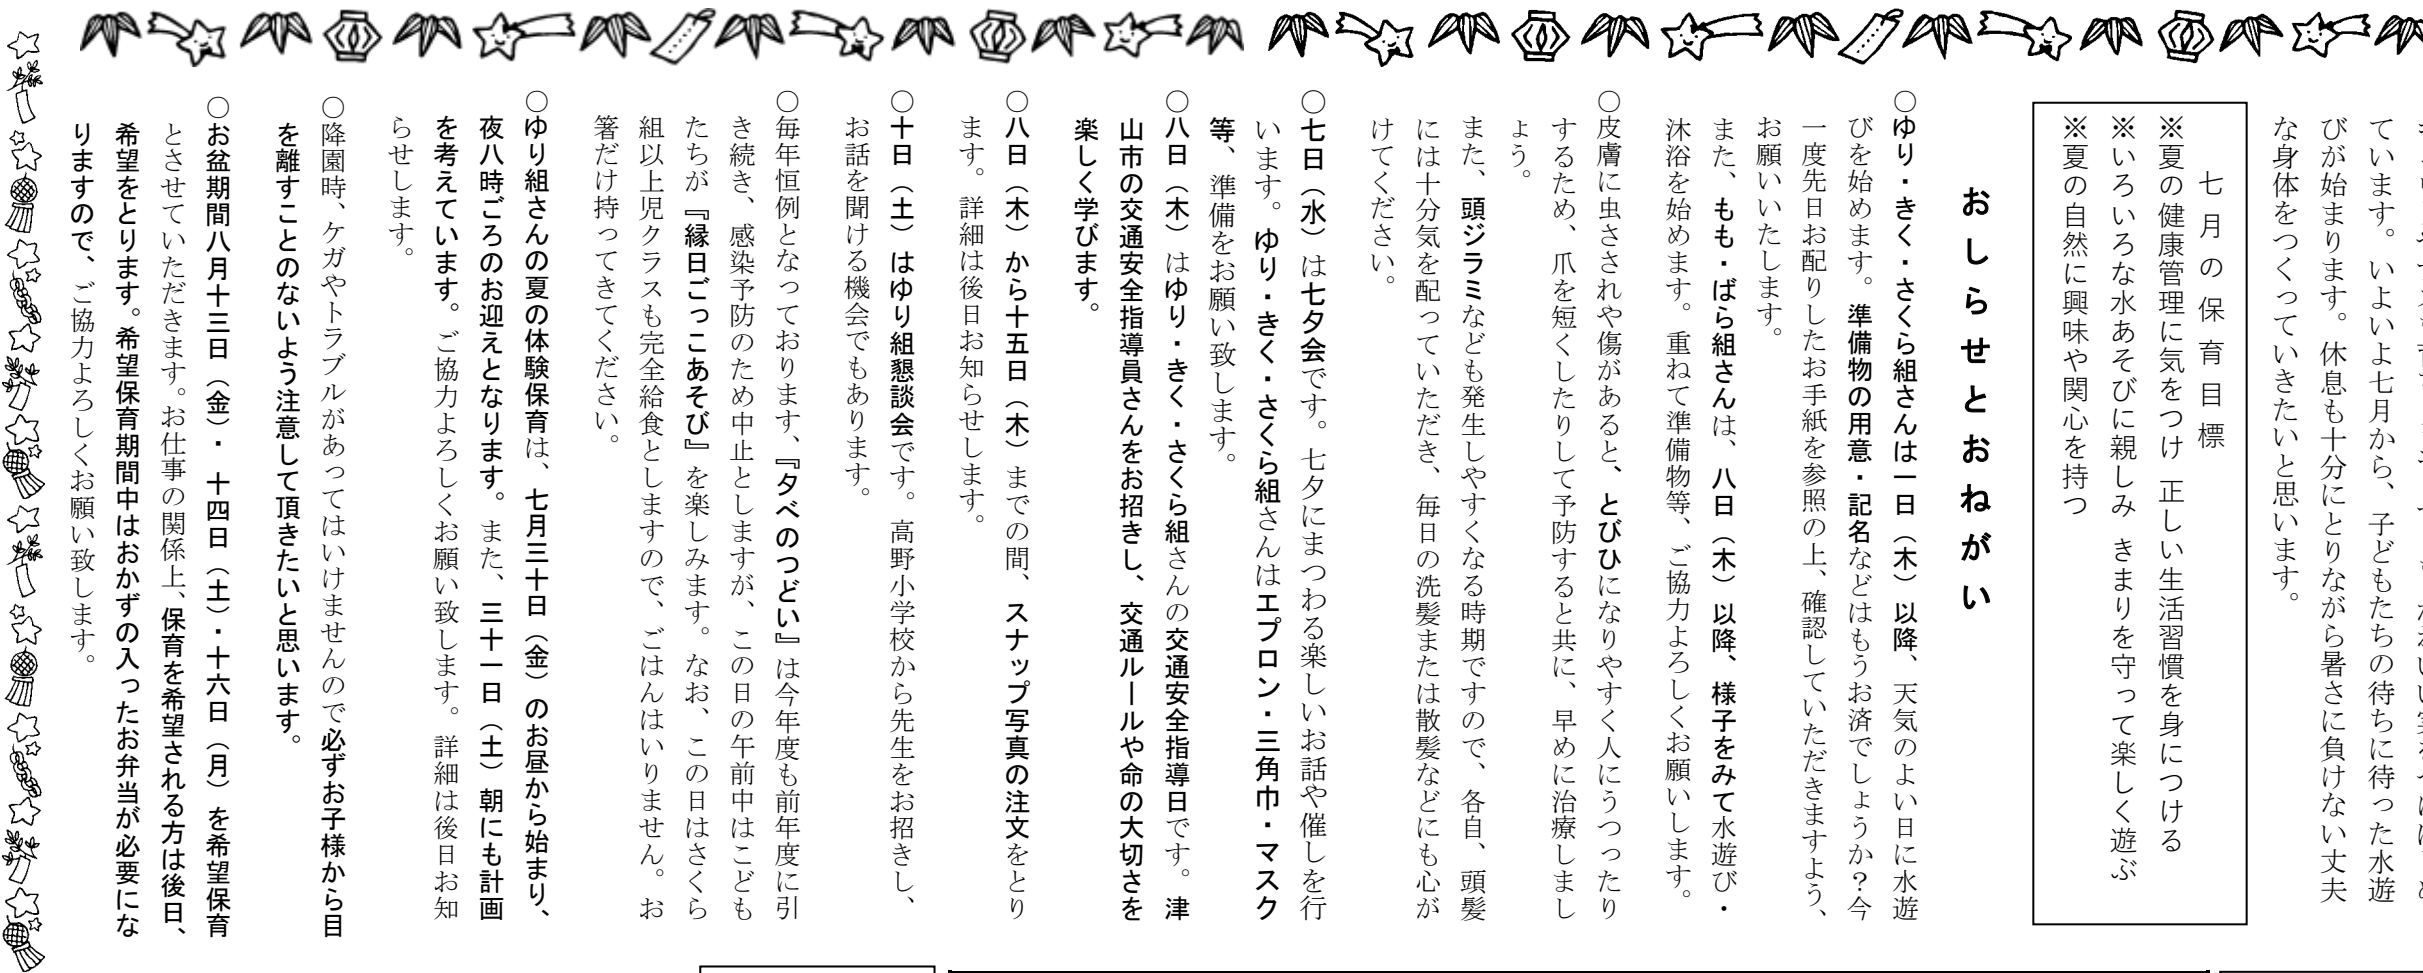 ています。いよいよ七月から、子どもたちの待ちに待った水遊
びが始まります。休息も十分にとりながら暑さに負けない丈夫
な身体をつくっていきたいと思います。
七月の保育目標
※夏の健康管理に気をつけ 正しい生活習慣を身につける
※いろいろな水あそびに親しみ きまりを守って楽しく遊ぶ
※夏の自然に興味や関心を持つ
おしらせとおねがい
○ゆり・きく・さくら組さんは一日（木）以降、天気のよい日に水遊
びを始めます。準備物の用意・記名などはもうお済でしょうか？今
一度先日お配りしたお手紙を参照の上、確認していただきますよう、
お願いいたします。
また、もも・ばら組さんは、八日（木）以降、様子をみて水遊び・
沐浴を始めます。重ねて準備物等、ご協力よろしくお願いします。
○皮膚に虫さされや傷があると、とびひになりやすく人にうつったり
するため、爪を短くしたりして予防すると共に、早めに治療しまし
ょう。
また、頭ジラミなども発生しやすくなる時期ですので、各自、頭髪
には十分気を配っていただき、毎日の洗髪または散髪などにも心が
けてください。
○七日（水）は七夕会です。七夕にまつわる楽しいお話や催しを行
います。ゆり・きく・さくら組さんはエプロン・三角巾・マスク
等、準備をお願い致します。
○八日（木）はゆり・きく・さくら組さんの交通安全指導日です。津
山市の交通安全指導員さんをお招きし、交通ルールや命の大切さを
楽しく学びます。
○八日（木）から十五日（木）までの間、スナップ写真の注文をとり
ます。詳細は後日お知らせします。
○十日（土）はゆり組懇談会です。高野小学校から先生をお招きし、
お話を聞ける機会でもあります。
○毎年恒例となっております、『夕べのつどい』は今年度も前年度に引
き続き、感染予防のため中止としますが、この日の午前中はこども
たちが『縁日ごっこあそび』を楽しみます。なお、この日はさくら
組以上児クラスも完全給食としますので、ごはんはいりません。お
箸だけ持ってきてください。
○ゆり組さんの夏の体験保育は、七月三十日（金）のお昼から始まり、
夜八時ごろのお迎えとなります。また、三十一日（土）朝にも計画
を考えています。ご協力よろしくお願い致します。詳細は後日お知
らせします。
○降園時、ケガやトラブルがあってはいけませんので必ずお子様から目
を離すことのないよう注意して頂きたいと思います。
○お盆期間八月十三日（金）・ 十四日（土）・十六日（月）を希望保育
とさせていただきます。お仕事の関係上、保育を希望される方は後日、
希望をとります。希望保育期間中はおかずの入ったお弁当が必要にな
りますので、ご協力よろしくお願い致します。